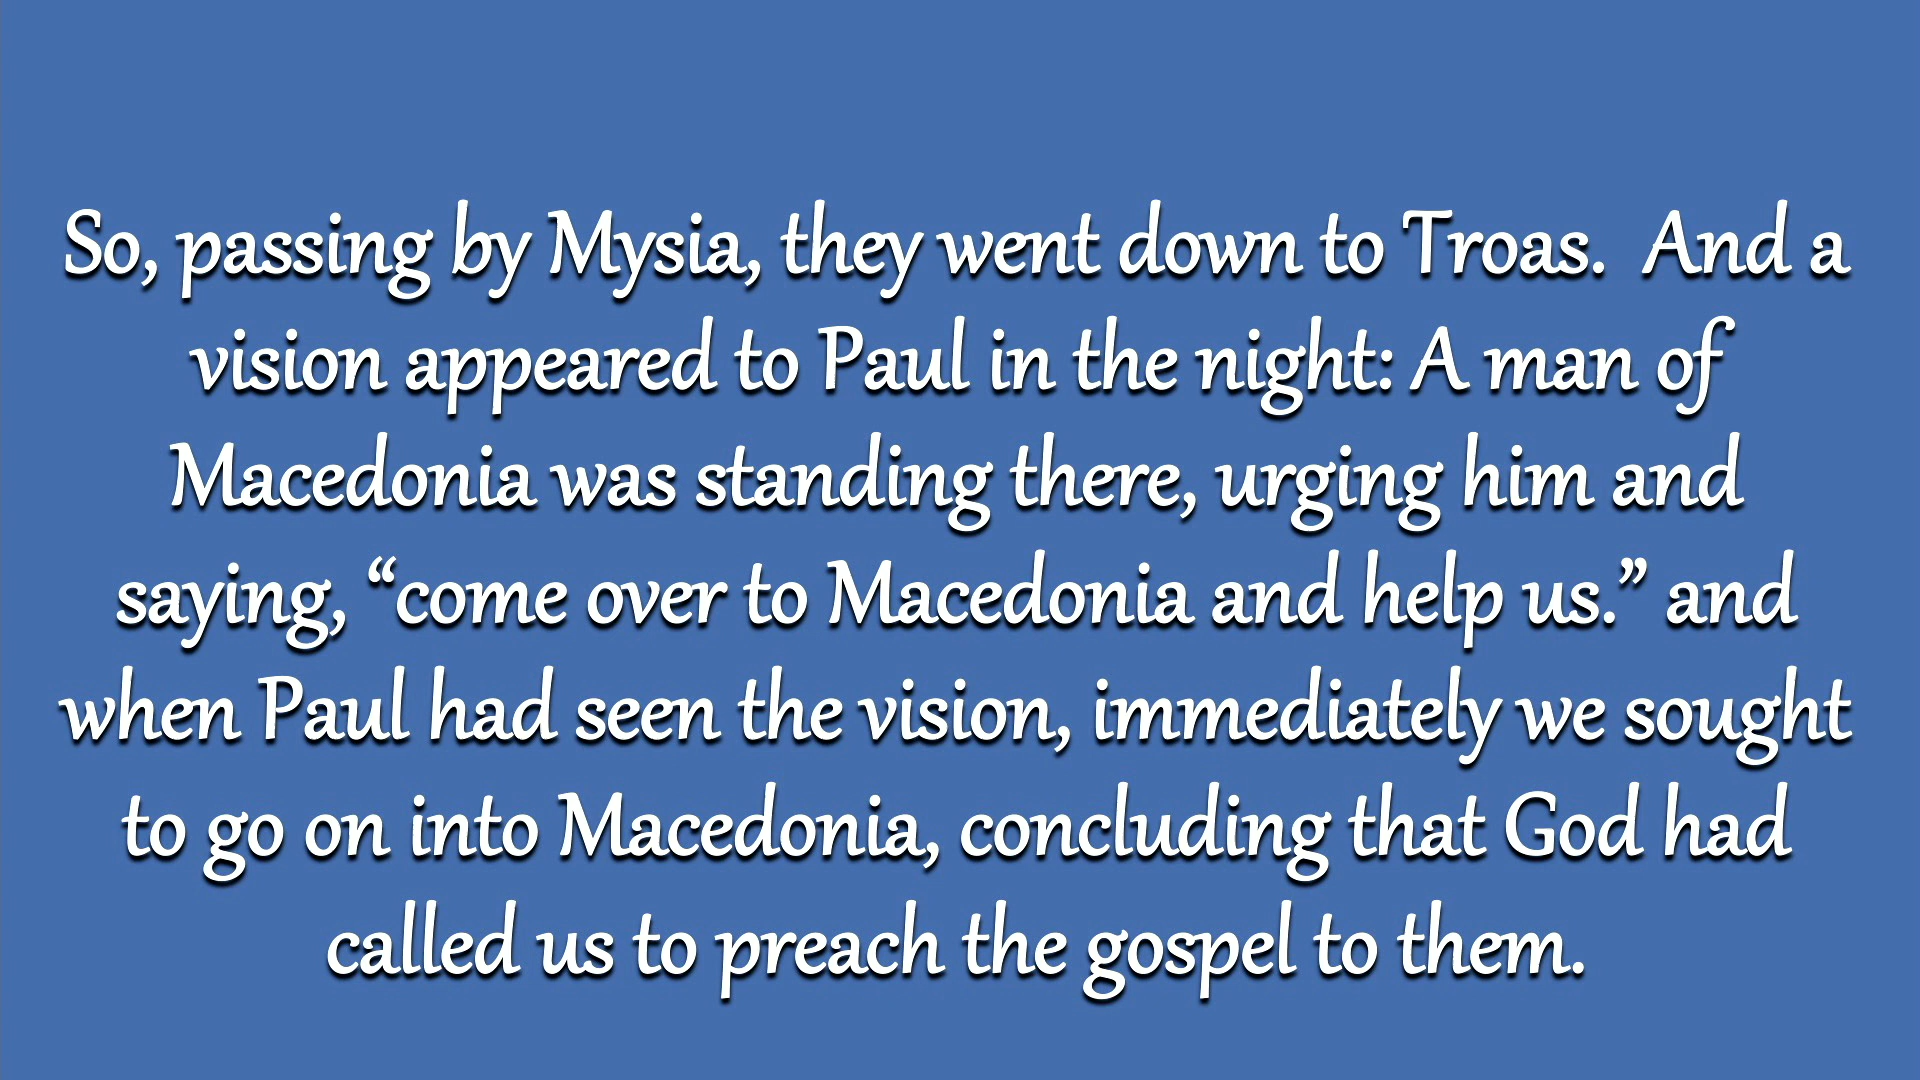 So, passing by Mysia, they went down to Troas.  And a
vision appeared to Paul in the night: A man of
Macedonia was standing there, urging him and
saying, “come over to Macedonia and help us.” and
when Paul had seen the vision, immediately we sought
to go on into Macedonia, concluding that God had
called us to preach the gospel to them.